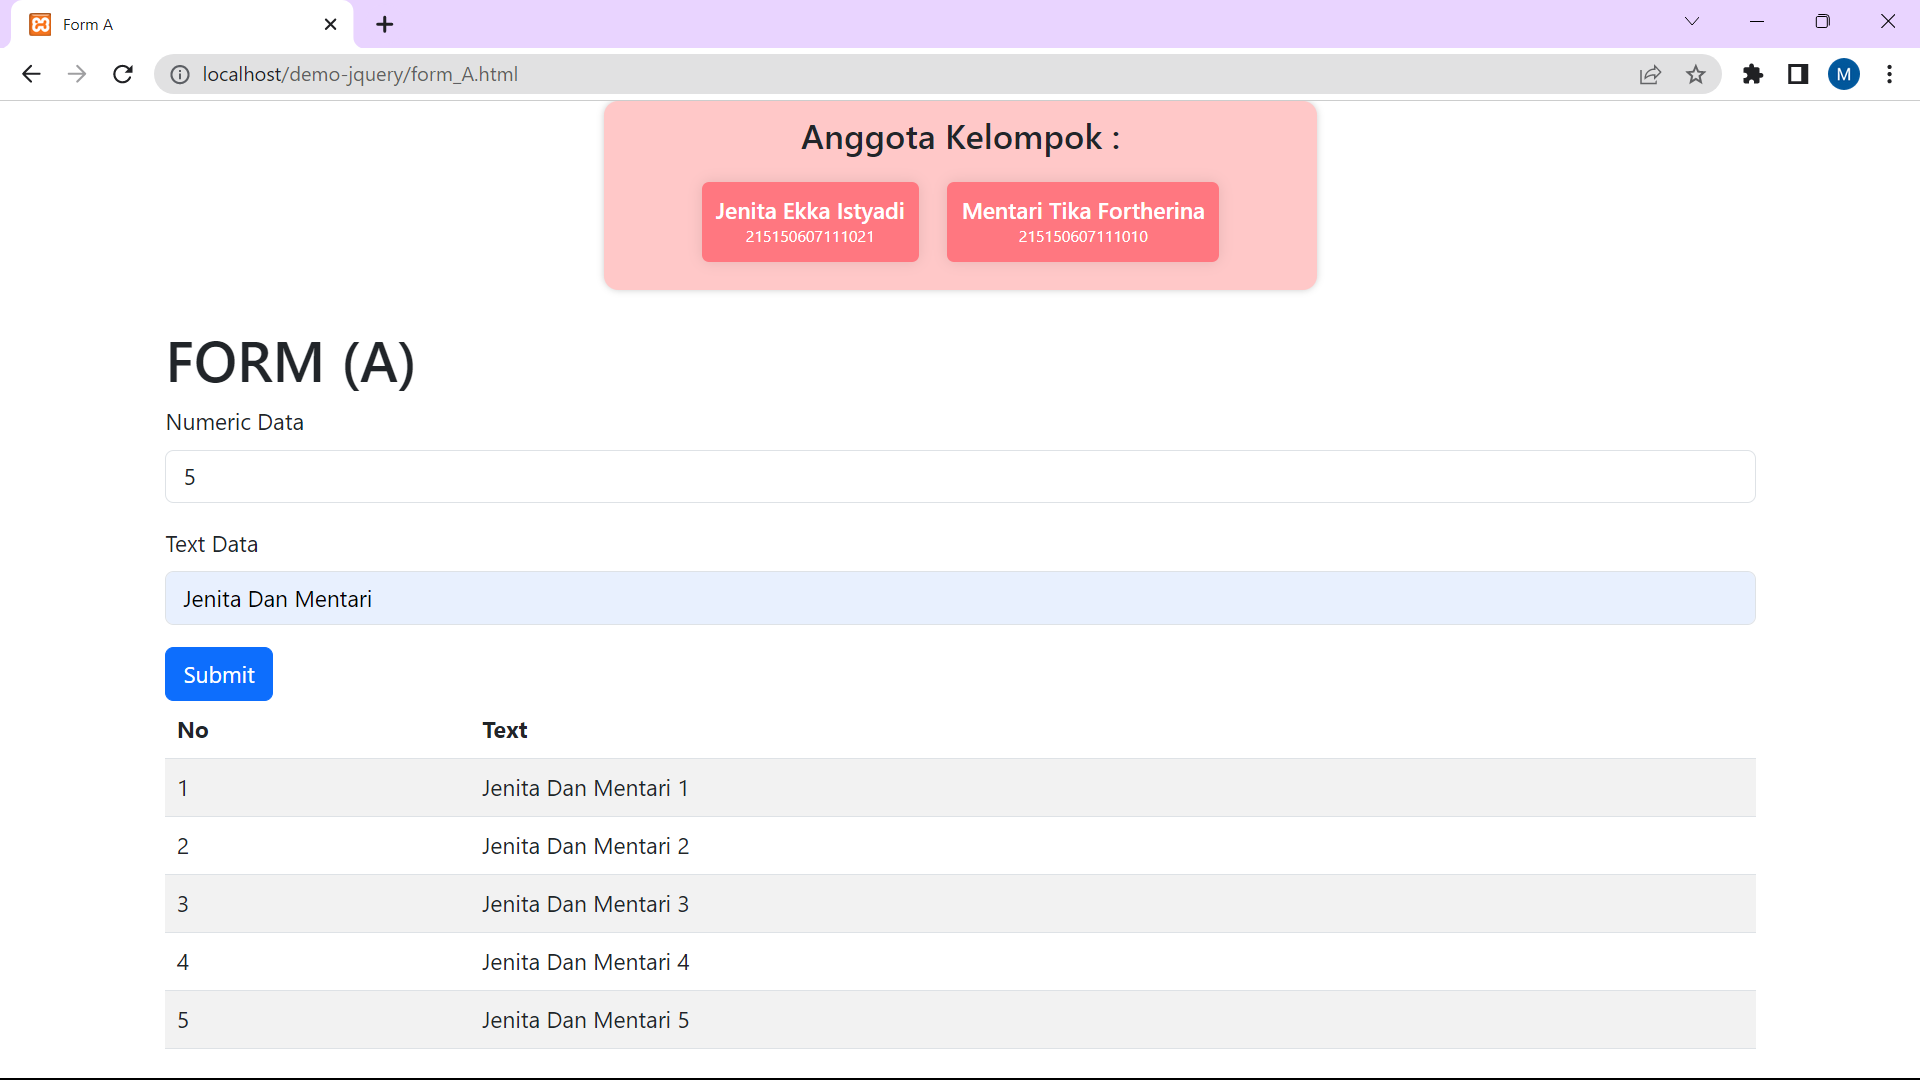 Form A
localhost/demo-jquery/form_A.html
M
Anggota Kelompok :
Jenita Ekka Istyadi
215150607111021
Mentari Tika Fortherina
215150607111010
FORM (A)
Numeric Data
5
Text Data
Jenita Dan Mentari
Submit
No Text
1 Jenita Dan Mentari 1
2 Jenita Dan Mentari 2
3 Jenita Dan Mentari 3
4 Jenita Dan Mentari 4
5 Jenita Dan Mentari 5